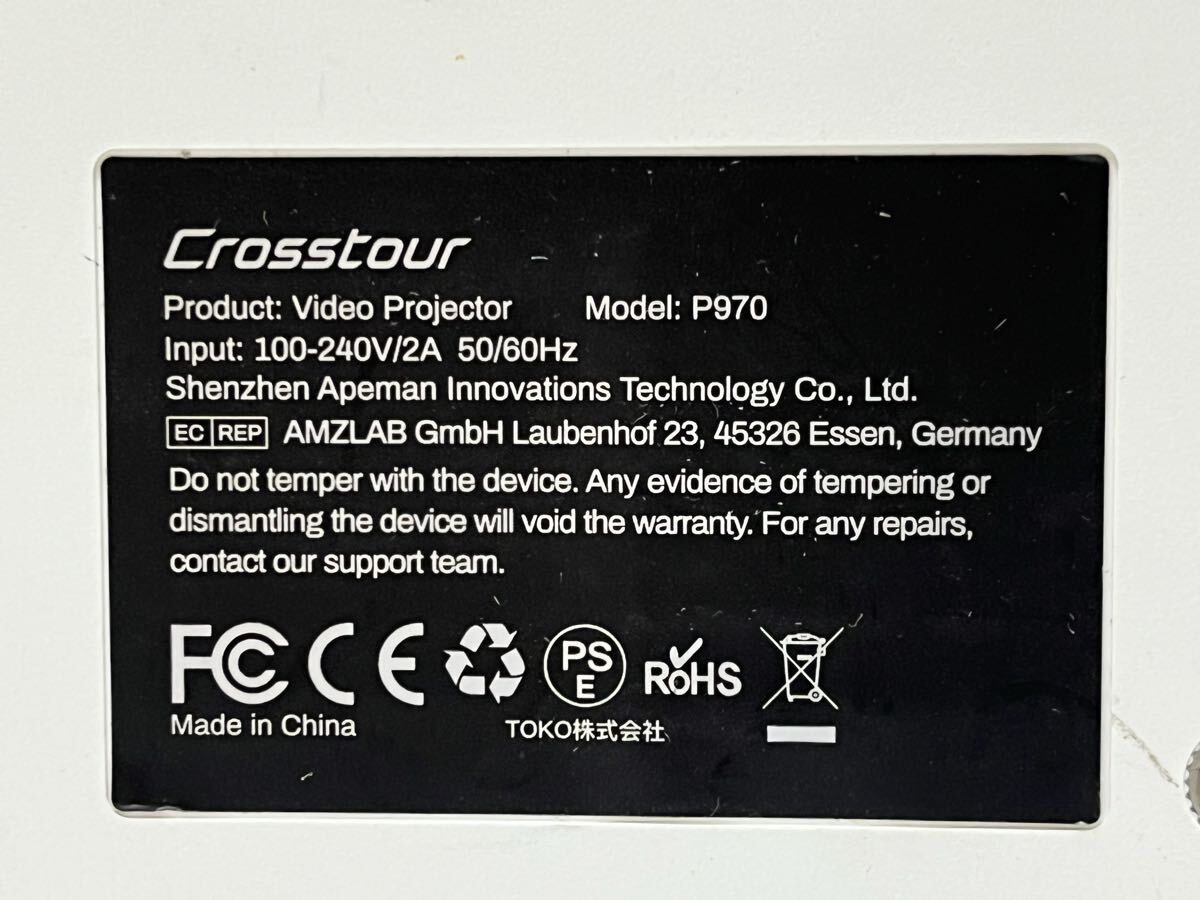 Crosstour
Product: Video Projector Model: P970
Input: 100-240V/2A 50/60Hz
Shenzhen Apeman Innovations Technology Co., Ltd.
EC REP AMZLAB GmbH Laubenhof 23, 45326 Essen, Germany
Do not temper with the device. Any evidence of tempering or
dismantling the device will void the warranty. For any repairs,
contact our support team.
FC CE PSE RoHS
Made in China TOKO株式会社